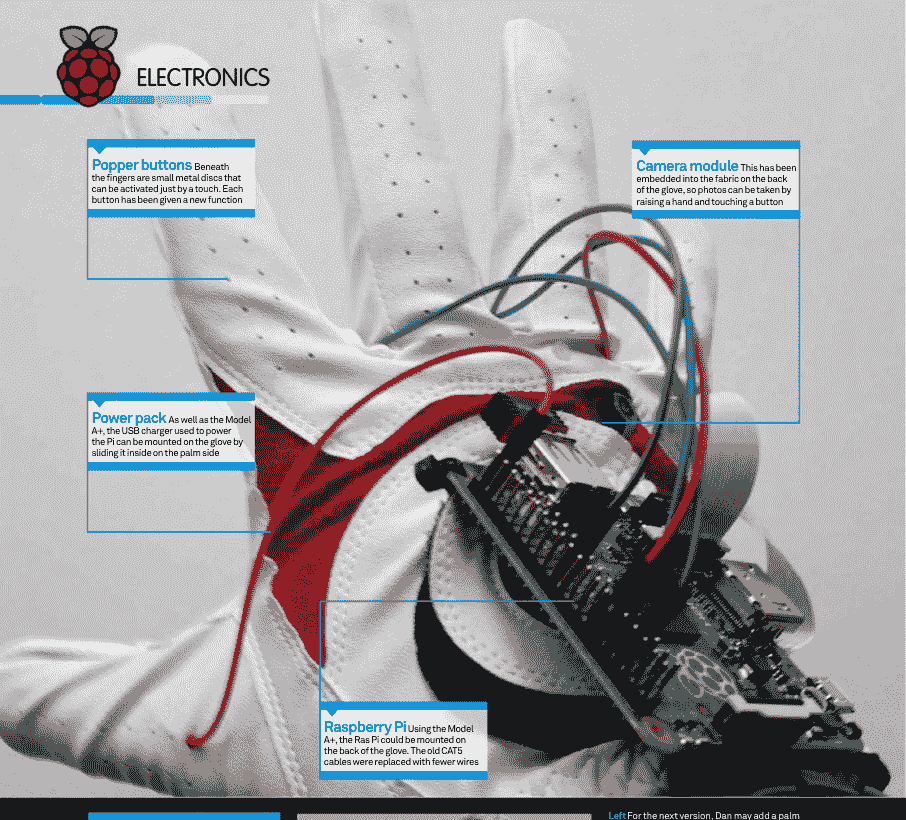 ELECTRONICS
Popper buttons Beneath
the fingers are small metal discs that
can be activated just by a touch. Each
button has been given a new function
Camera module This has been
embedded into the fabric on the back
of the glove, so photos can be taken by
raising a hand and touching a button
Power pack As well as the Model
A+, the USB charger used to power
the Pi can be mounted on the glove by
sliding it inside on the palm side
Raspberry Pi Using the Model
A+, the Ras Pi could be mounted on
the back of the glove. The old CAT5
cables were replaced with fewer wires
Left For the next version, Dan may add a palm